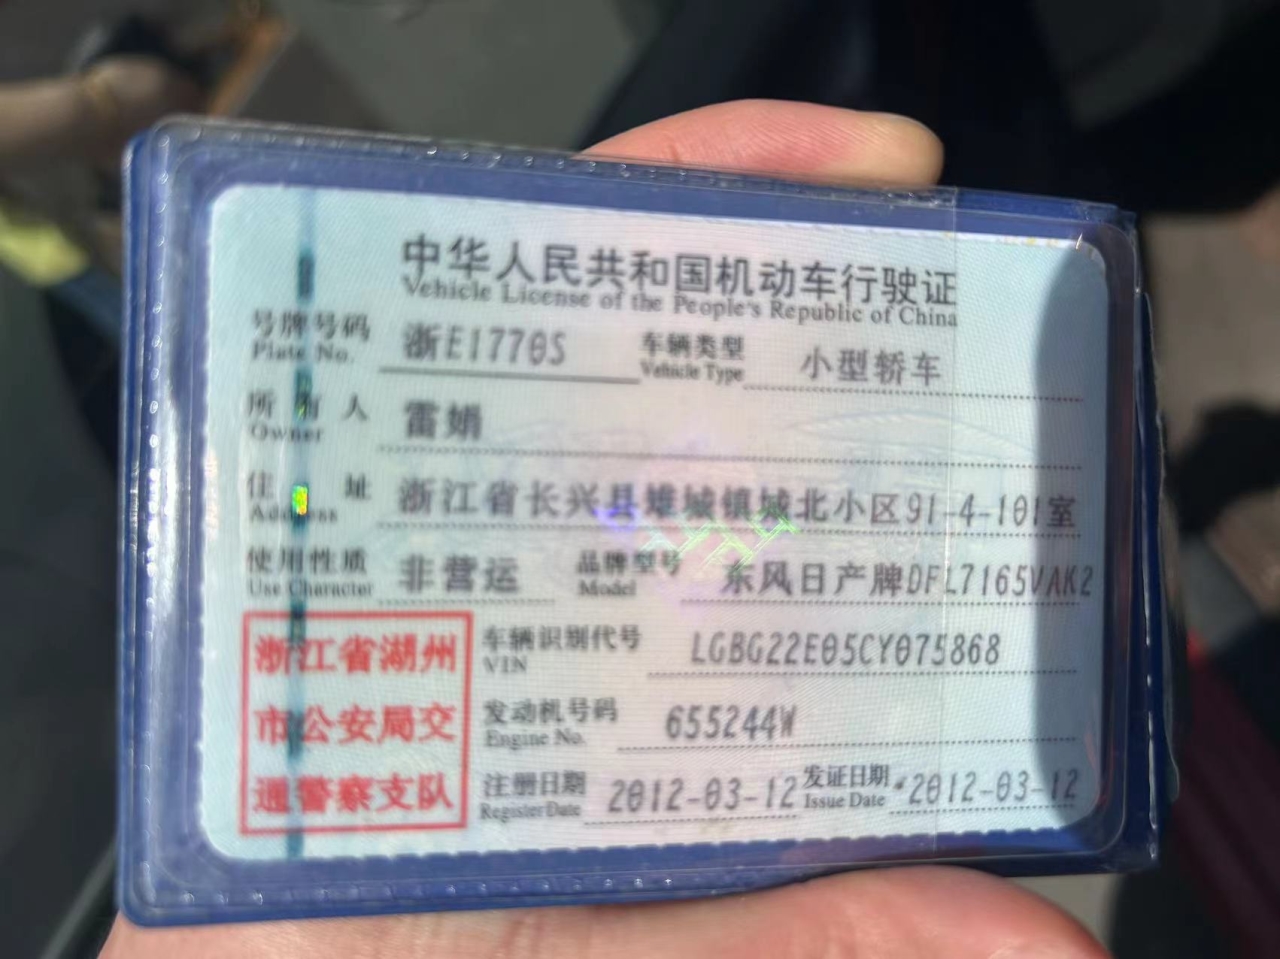 中华人民共和国机动车行驶证
Vehicle License of the People's Republic of China
号牌号码 浙E1770S 车辆类型 小型轿车
Plate No. Vehicle Type
所有人 雷娟
Owner
住址 浙江省长兴县雉城镇城北小区91-4-101室
Address
使用性质 非营运 品牌型号 东风日产牌DFL7165VAK2
Use Character Model
车辆识别代号 LGBG22E05CY075868
VIN
发动机号码 655244W
Engine No.
注册日期 2012-03-12 发证日期 2012-03-12
Register Date Issue Date
浙江省湖州
市公安局交
通警察支队